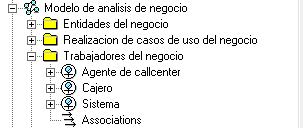 Modelo de analisis de negocio
Entidades del negocio
Realizacion de casos de uso del negocio
Trabajadores del negocio
Agente de callcenter
Cajero
Sistema
Associations